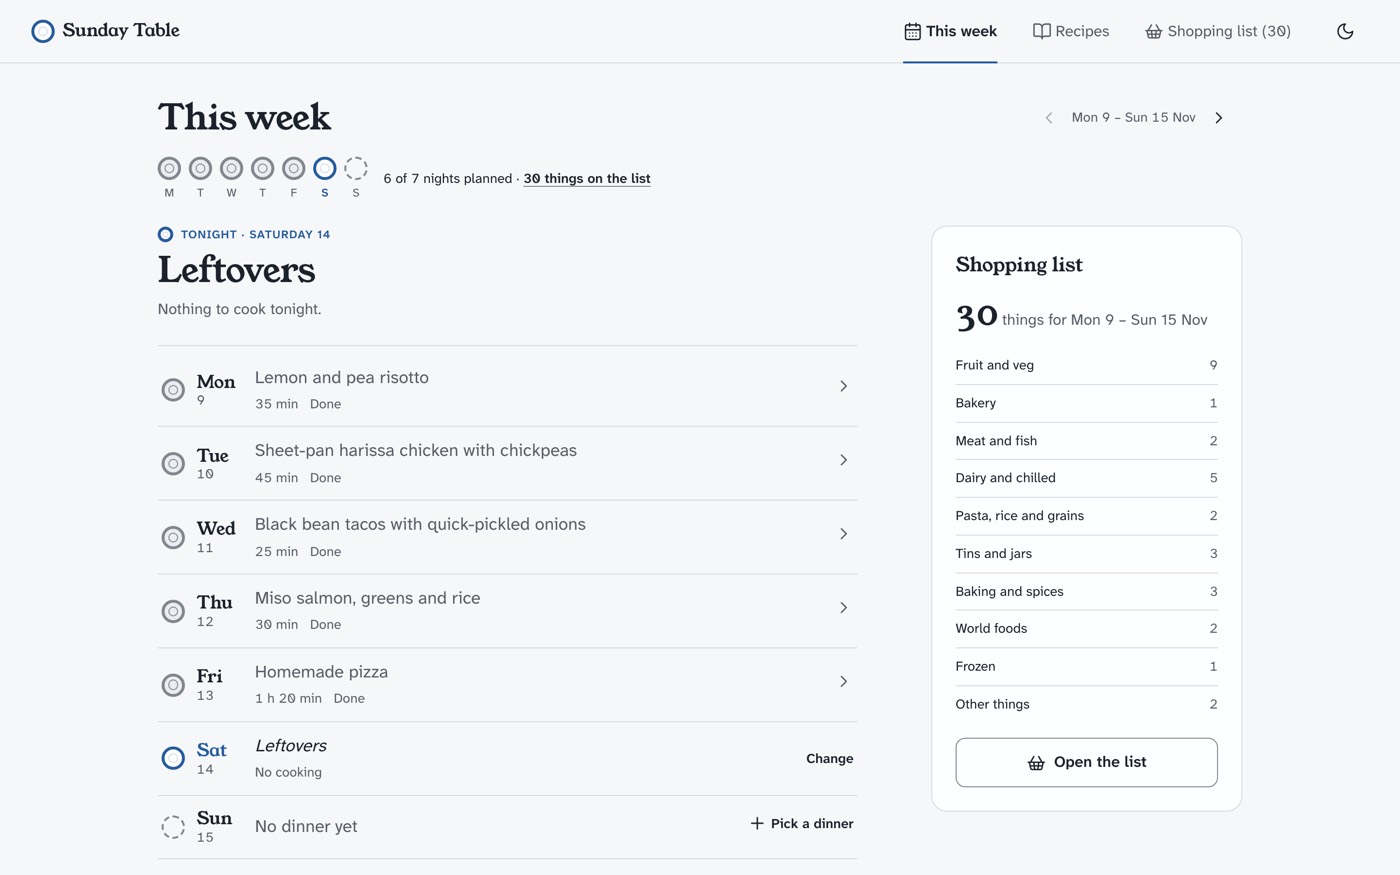 Sunday Table
This week
Recipes
Shopping list (30)
This week
Mon 9 – Sun 15 Nov
M T W T F S S
6 of 7 nights planned · 30 things on the list
TONIGHT · SATURDAY 14
Leftovers
Nothing to cook tonight.
Mon
9
Lemon and pea risotto
35 min Done
Tue
10
Sheet-pan harissa chicken with chickpeas
45 min Done
Wed
11
Black bean tacos with quick-pickled onions
25 min Done
Thu
12
Miso salmon, greens and rice
30 min Done
Fri
13
Homemade pizza
1 h 20 min Done
Sat
14
Leftovers
No cooking
Change
Sun
15
No dinner yet
Pick a dinner
Shopping list
30 things for Mon 9 – Sun 15 Nov
Fruit and veg 9
Bakery 1
Meat and fish 2
Dairy and chilled 5
Pasta, rice and grains 2
Tins and jars 3
Baking and spices 3
World foods 2
Frozen 1
Other things 2
Open the list